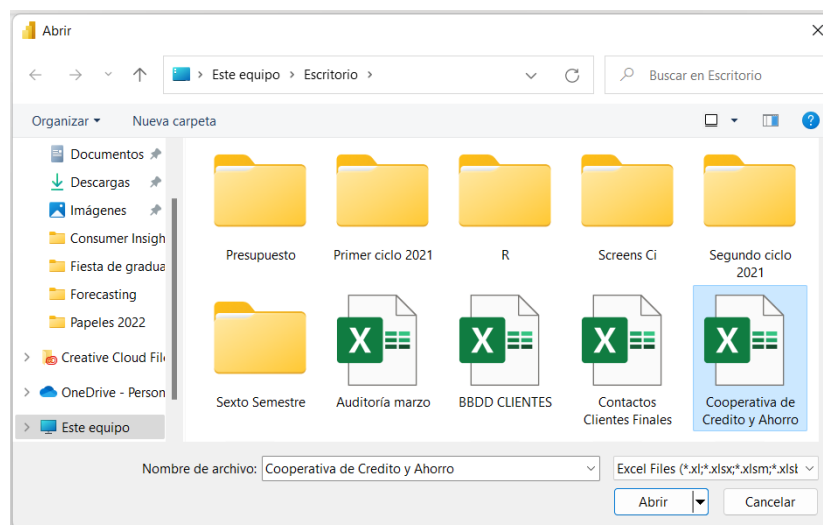 Abrir
Este equipo > Escritorio >
Buscar en Escritorio
Organizar
Nueva carpeta
Documentos
Descargas
Imágenes
Consumer Insigh
Fiesta de gradua
Forecasting
Papeles 2022
Creative Cloud File
OneDrive - Person
Este equipo
Presupuesto
Primer ciclo 2021
R
Screens Ci
Segundo ciclo
2021
Sexto Semestre
Auditoría marzo
BBDD CLIENTES
Contactos
Clientes Finales
Cooperativa de
Credito y Ahorro
Nombre de archivo:
Cooperativa de Credito y Ahorro
Excel Files (*.xl;*.xlsx;*.xlsm;*.xlsb
Abrir
Cancelar